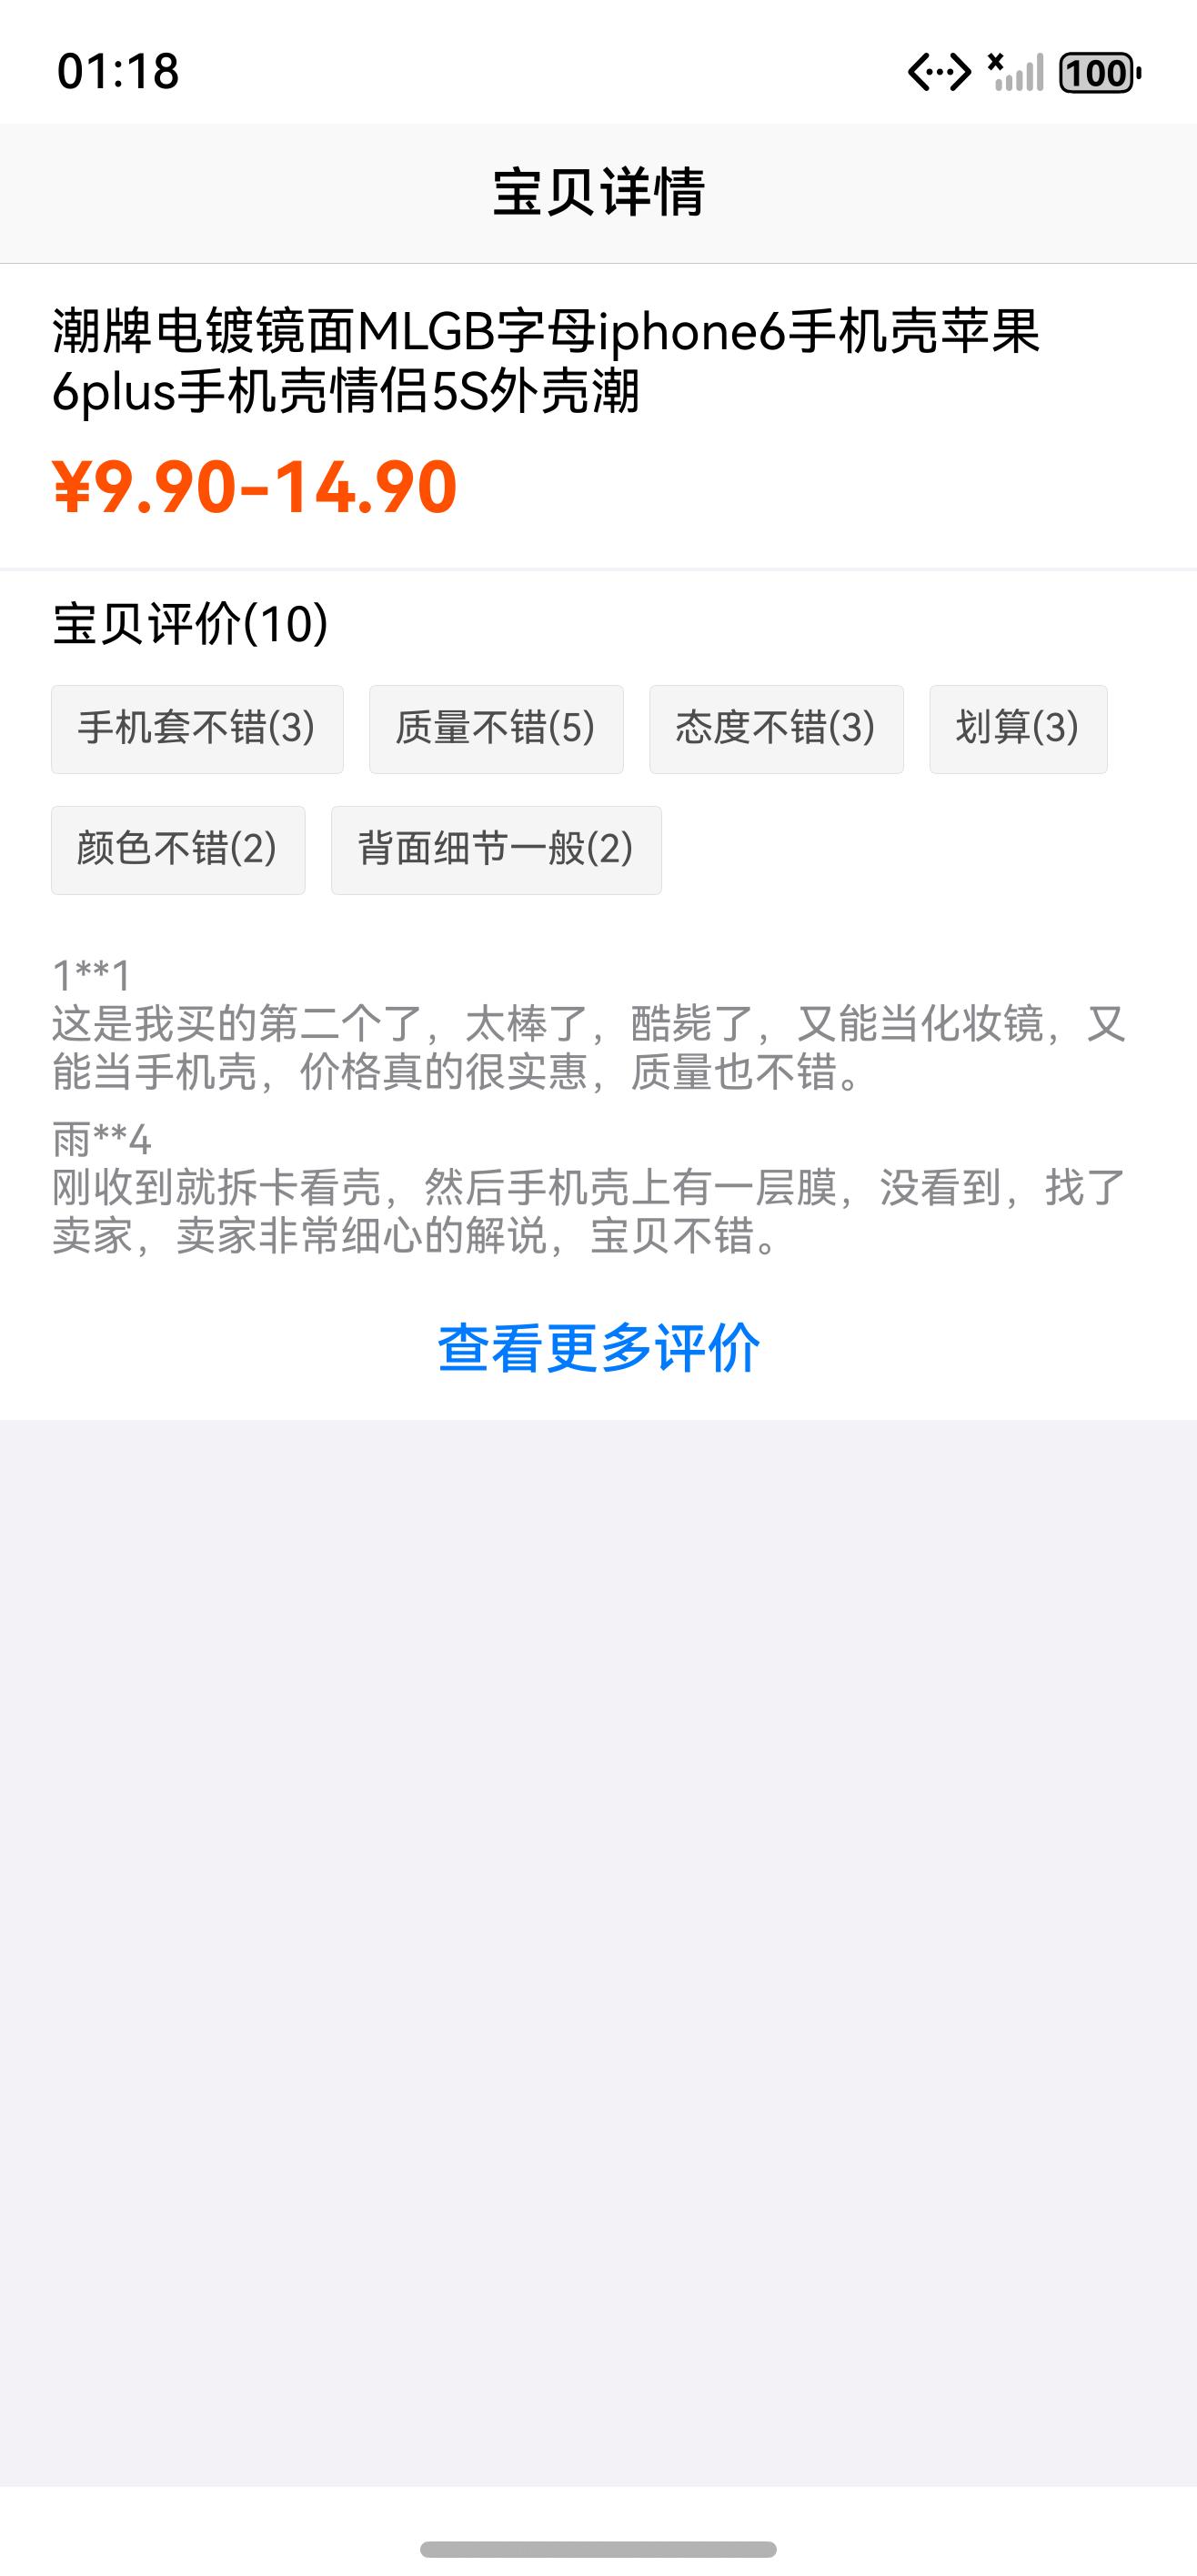 01:18
100
宝贝详情
潮牌电镀镜面MLGB字母iphone6手机壳苹果
6plus手机壳情侣5S外壳潮
¥9.90-14.90
宝贝评价(10)
手机套不错(3) 质量不错(5) 态度不错(3) 划算(3)
颜色不错(2) 背面细节一般(2)
1**1
这是我买的第二个了，太棒了，酷毙了，又能当化妆镜，又
能当手机壳，价格真的很实惠，质量也不错。
雨**4
刚收到就拆卡看壳，然后手机壳上有一层膜，没看到，找了
卖家，卖家非常细心的解说，宝贝不错。
查看更多评价